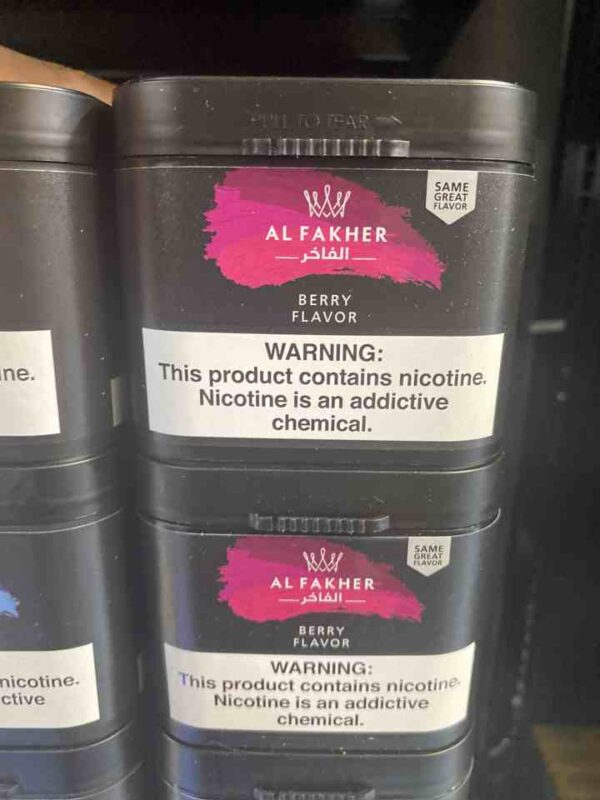 PULL TO TEAR
SAME
GREAT
FLAVOR
AL FAKHER
الفاخر
BERRY
FLAVOR
WARNING:
This product contains nicotine.
Nicotine is an addictive
chemical.
ine.
SAME
GREAT
FLAVOR
AL FAKHER
الفاخر
BERRY
FLAVOR
WARNING:
This product contains nicotine.
Nicotine is an addictive
chemical.
nicotine.
ctive